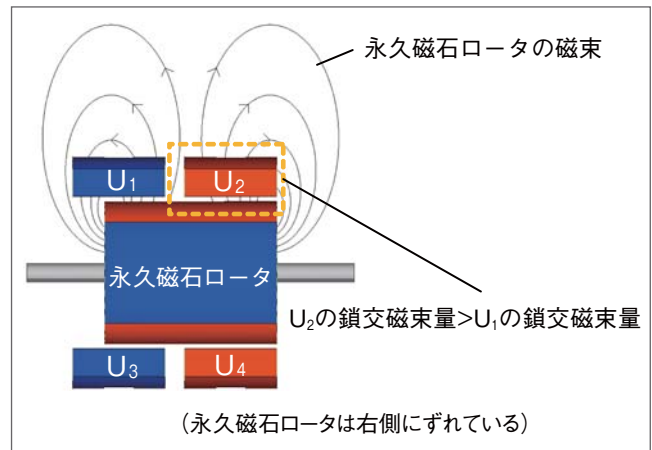 永久磁石ロータの磁束
U₁ U₂
永久磁石ロータ
U₂の鎖交磁束量>U₁の鎖交磁束量
U₃ U₄
（永久磁石ロータは右側にずれている）